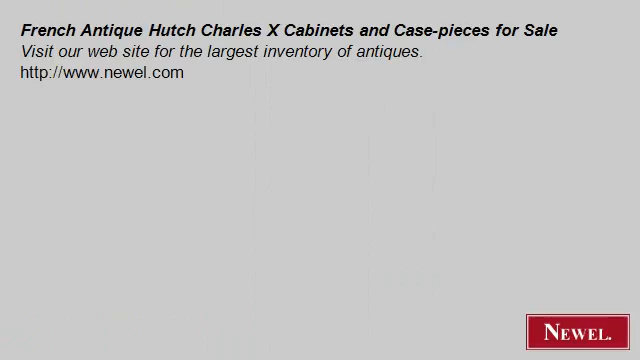 French Antique Hutch Charles X Cabinets and Case-pieces for Sale
Visit our web site for the largest inventory of antiques.
http://www.newel.com
NEWEL.